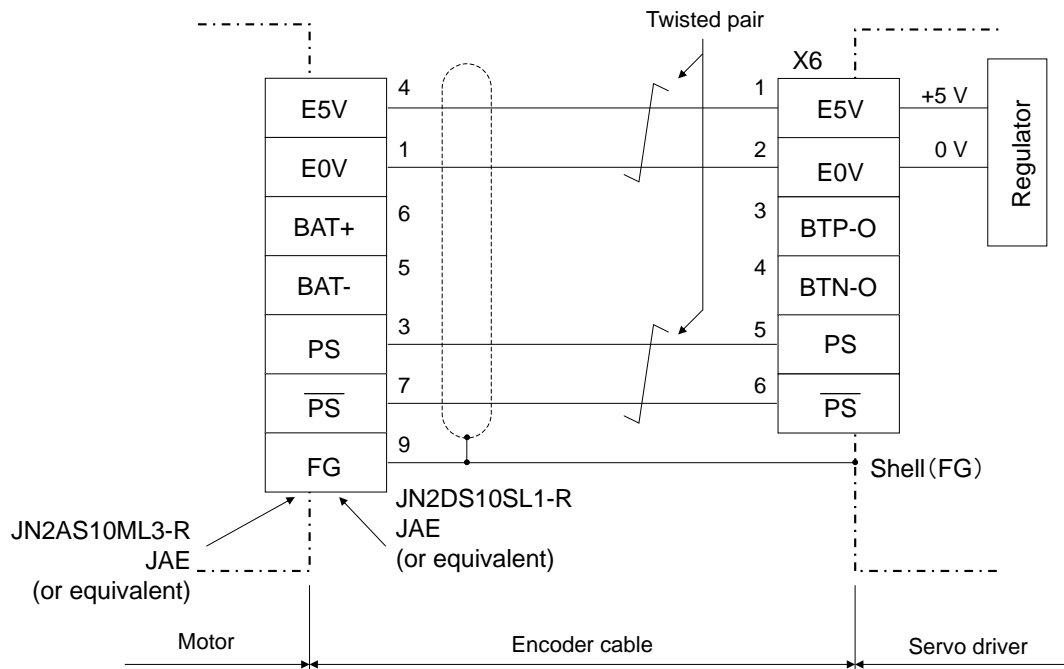 Twisted pair
X6
4
E5V
1
E5V
+5 V
1
E0V
2
E0V
0 V
Regulator
6
BAT+
3
BTP-O
5
BAT-
4
BTN-O
3
PS
5
PS
7
P̅S̅
6
P̅S̅
9
FG
Shell(FG)
JN2AS10ML3-R
JAE
(or equivalent)
JN2DS10SL1-R
JAE
(or equivalent)
Motor
Encoder cable
Servo driver